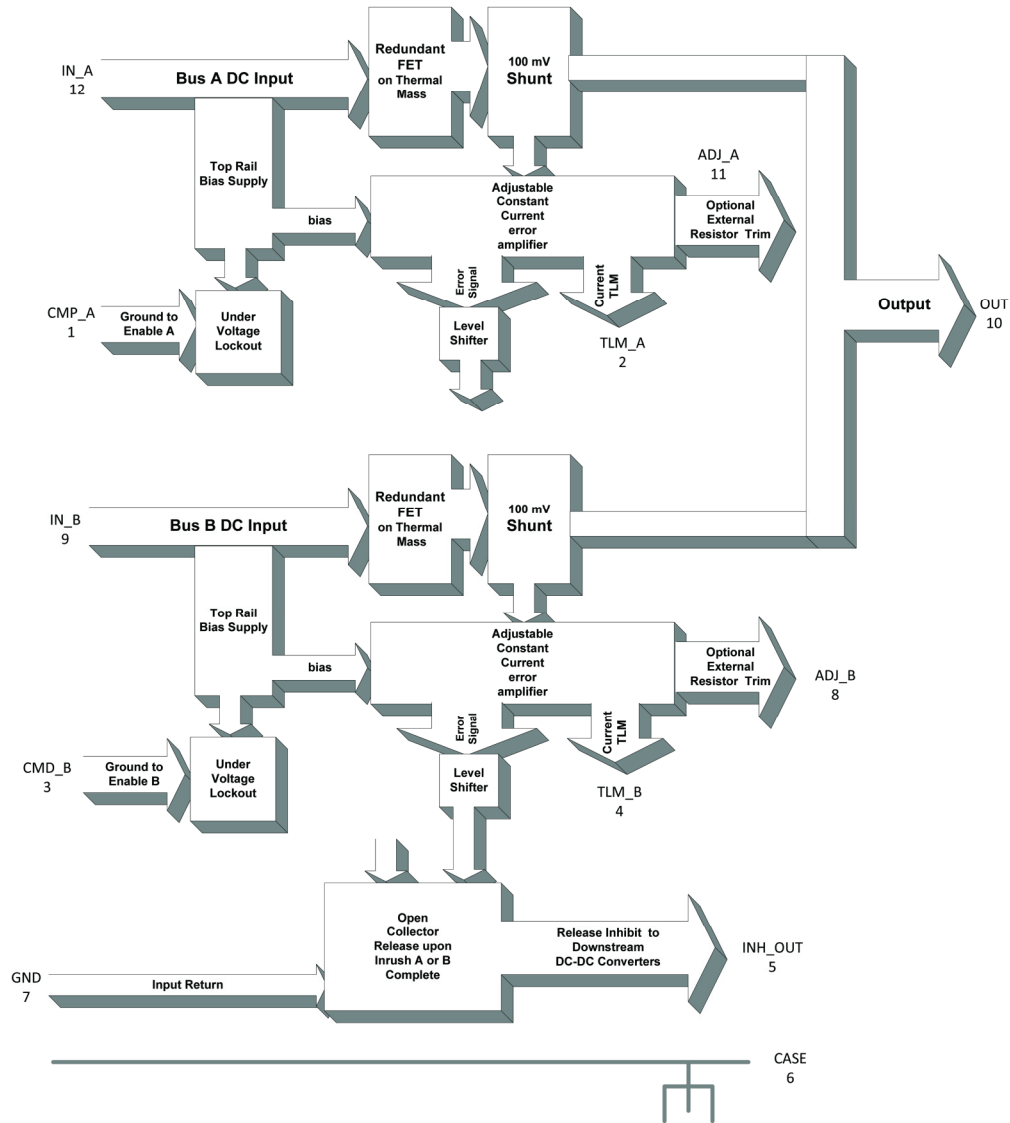 IN_A
12
Bus A DC Input
Redundant
FET
on Thermal
Mass
100 mV
Shunt
Top Rail
Bias Supply
bias
Adjustable
Constant
Current
error
amplifier
ADJ_A
11
Optional
External
Resistor Trim
Error
Signal
Current
TLM
CMP_A
1
Ground to
Enable A
Under
Voltage
Lockout
Level
Shifter
TLM_A
2
Output
OUT
10
IN_B
9
Bus B DC Input
Redundant
FET
on Thermal
Mass
100 mV
Shunt
Top Rail
Bias Supply
bias
Adjustable
Constant
Current
error
amplifier
Optional
External
Resistor Trim
ADJ_B
8
Error
Signal
Current
TLM
CMD_B
3
Ground to
Enable B
Under
Voltage
Lockout
Level
Shifter
TLM_B
4
Open
Collector
Release upon
Inrush A or B
Complete
Release Inhibit to
Downstream
DC-DC Converters
INH_OUT
5
GND
7
Input Return
CASE
6